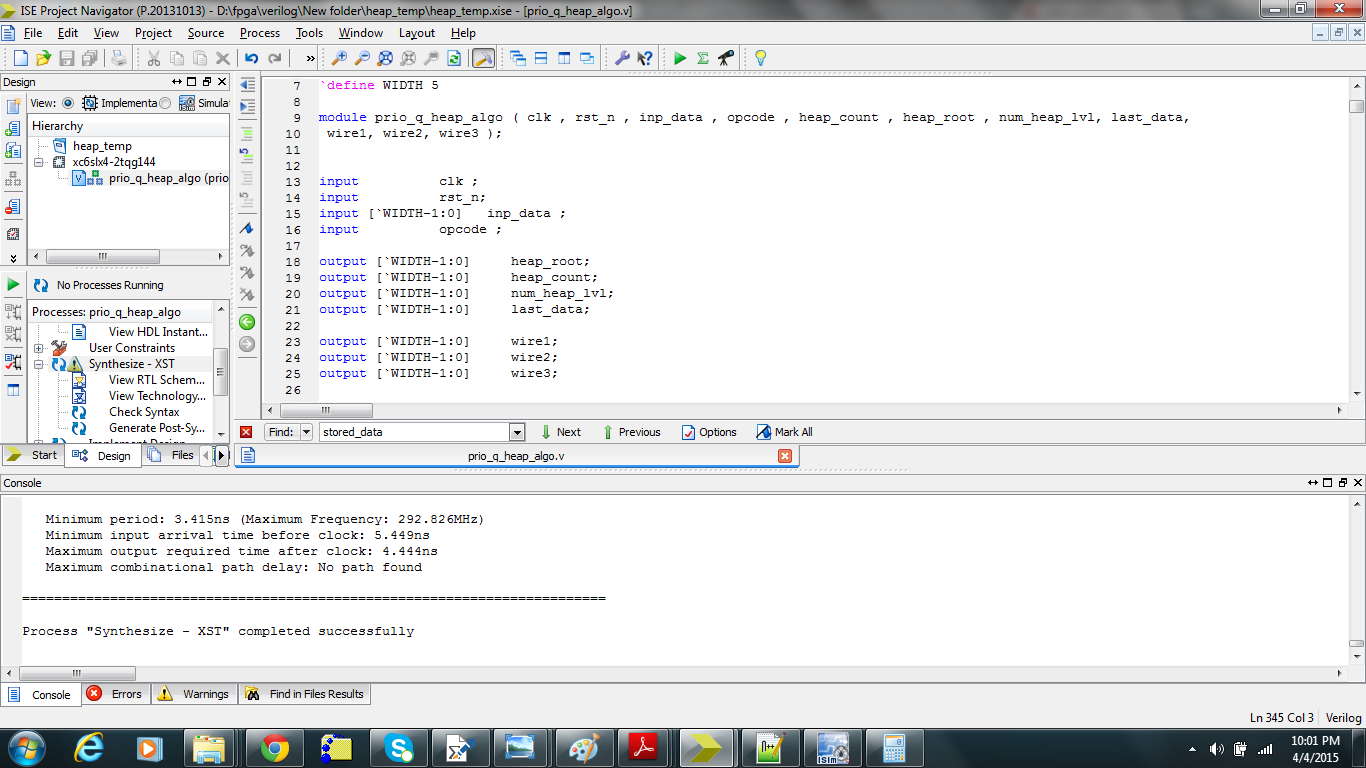 ISE Project Navigator (P.20131013) - D:\fpga\verilog\New folder\heap_temp\heap_temp.xise - [prio_q_heap_algo.v]
File Edit View Project Source Process Tools Window Layout Help
Design
View: Implementa Simula
Hierarchy
heap_temp
xc6slx4-2tqg144
prio_q_heap_algo (prio
No Processes Running
Processes: prio_q_heap_algo
View HDL Instant...
User Constraints
Synthesize - XST
View RTL Schem...
View Technology...
Check Syntax
Generate Post-Sy...
Implement Design
Start Design Files
7 `define WIDTH 5
8
9 module prio_q_heap_algo ( clk , rst_n , inp_data , opcode , heap_count , heap_root , num_heap_lvl, last_data,
10 wire1, wire2, wire3 );
11
12
13 input clk ;
14 input rst_n;
15 input [`WIDTH-1:0] inp_data ;
16 input opcode ;
17
18 output [`WIDTH-1:0] heap_root;
19 output [`WIDTH-1:0] heap_count;
20 output [`WIDTH-1:0] num_heap_lvl;
21 output [`WIDTH-1:0] last_data;
22
23 output [`WIDTH-1:0] wire1;
24 output [`WIDTH-1:0] wire2;
25 output [`WIDTH-1:0] wire3;
26
Find: stored_data Next Previous Options Mark All
prio_q_heap_algo.v
Console
Minimum period: 3.415ns (Maximum Frequency: 292.826MHz)
Minimum input arrival time before clock: 5.449ns
Maximum output required time after clock: 4.444ns
Maximum combinational path delay: No path found
=========================================================================
Process "Synthesize - XST" completed successfully
Console Errors Warnings Find in Files Results
Ln 345 Col 3 Verilog
ISim
10:01 PM
4/4/2015